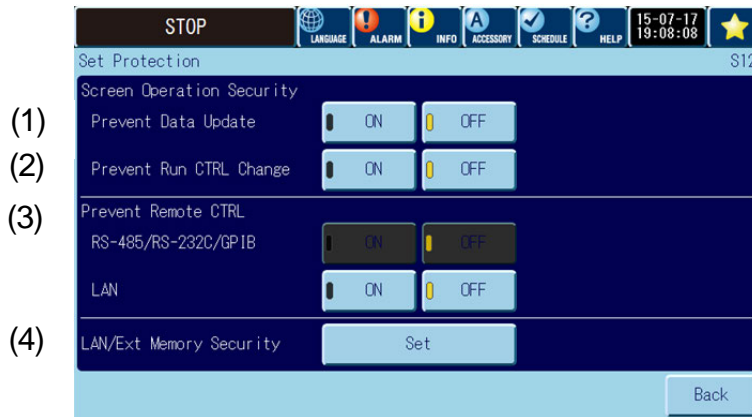 STOP
LANGUAGE ALARM INFO ACCESSORY SCHEDULE HELP
15-07-17
19:08:08
Set Protection S12
Screen Operation Security
(1) Prevent Data Update ON OFF
(2) Prevent Run CTRL Change ON OFF
(3) Prevent Remote CTRL
RS-485/RS-232C/GPIB ON OFF
LAN ON OFF
(4) LAN/Ext Memory Security Set
Back